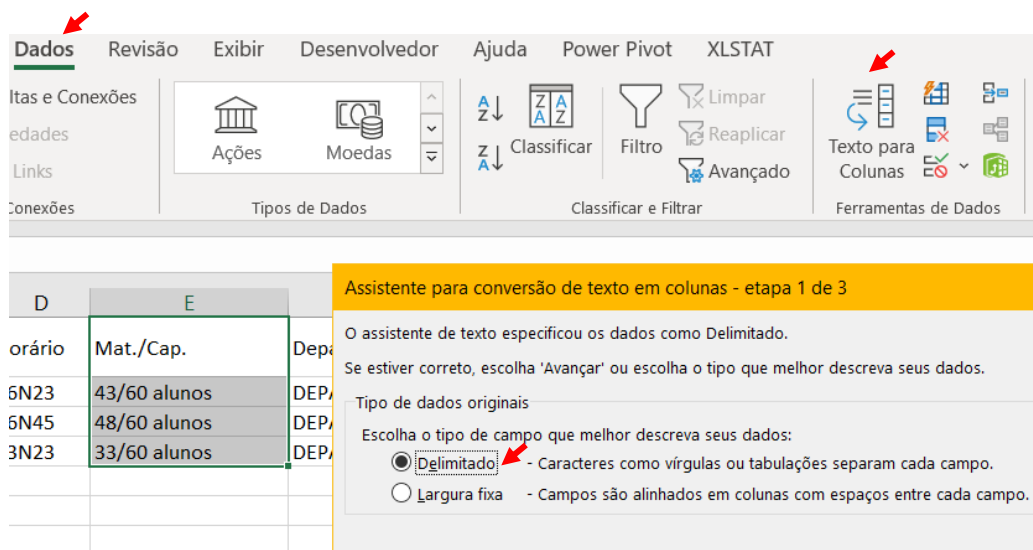 Dados Revisão Exibir Desenvolvedor Ajuda Power Pivot XLSTAT
ltas e Conexões
edades
Links
Conexões
Ações
Moedas
Tipos de Dados
A
Z
Z
A
Z A
A Z
Classificar
Filtro
Limpar
Reaplicar
Avançado
Classificar e Filtrar
Texto para
Colunas
Ferramentas de Dados
D E
orário Mat./Cap. Depa
6N23 43/60 alunos DEPA
6N45 48/60 alunos DEPA
3N23 33/60 alunos DEPA
Assistente para conversão de texto em colunas - etapa 1 de 3
O assistente de texto especificou os dados como Delimitado.
Se estiver correto, escolha 'Avançar' ou escolha o tipo que melhor descreva seus dados.
Tipo de dados originais
Escolha o tipo de campo que melhor descreva seus dados:
Delimitado - Caracteres como vírgulas ou tabulações separam cada campo.
Largura fixa - Campos são alinhados em colunas com espaços entre cada campo.